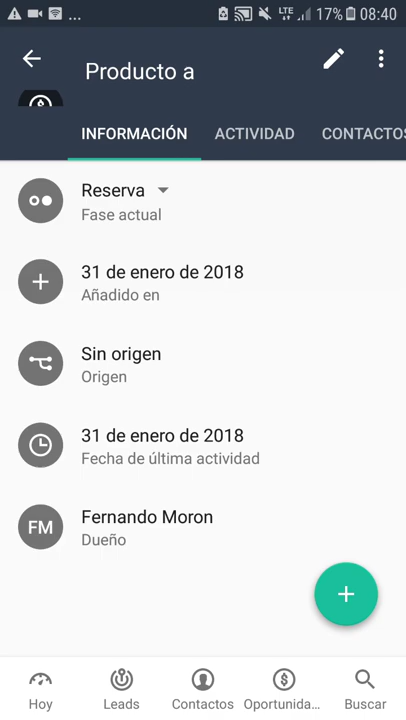 ... LTE 17% 08:40
Producto a
INFORMACIÓN ACTIVIDAD CONTACTOS
Reserva
Fase actual
31 de enero de 2018
Añadido en
Sin origen
Origen
31 de enero de 2018
Fecha de última actividad
FM Fernando Moron
Dueño
Hoy Leads Contactos Oportunida... Buscar